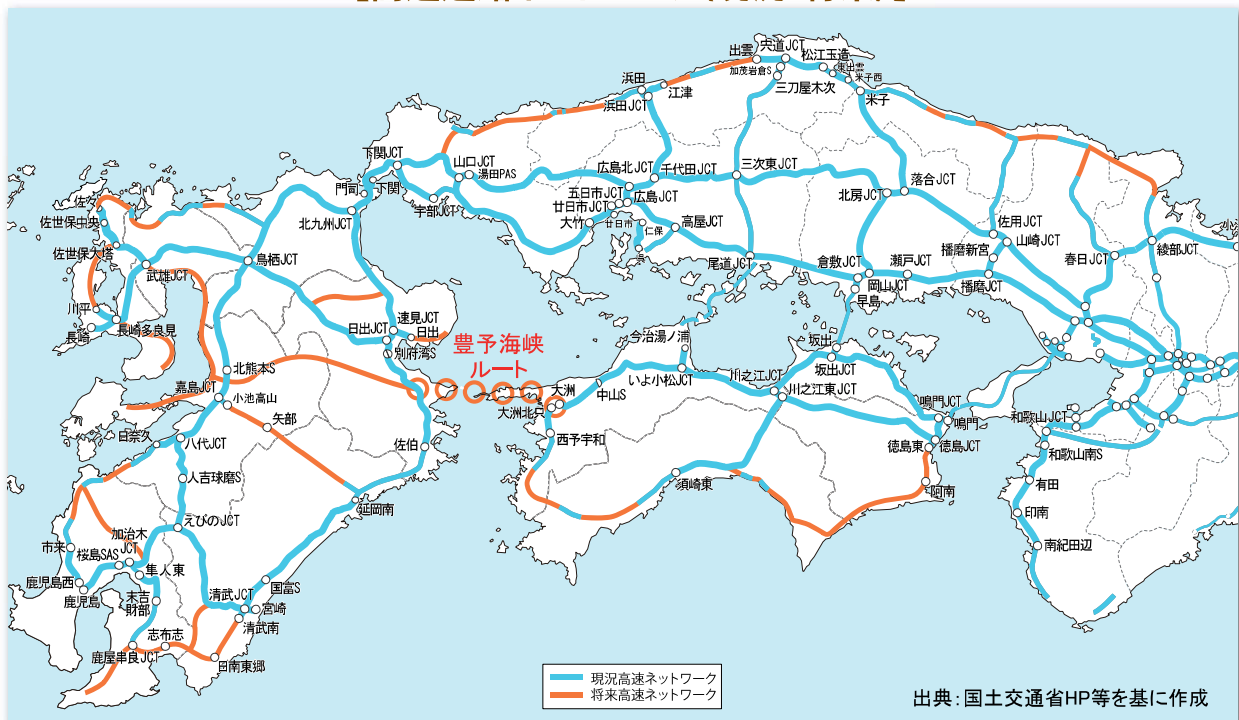 出雲
宍道JCT
松江玉造
加茂岩倉S
東出雲
米子西
三刀屋木次
米子
浜田
江津
浜田JCT
下関JCT
山口JCT
湯田PAS
広島北JCT
千代田JCT
三次東JCT
北房JCT
落合JCT
門司
下関
宇部JCT
五日市JCT
廿日市JCT
広島JCT
大竹
廿日市
仁保
高屋JCT
佐用JCT
山崎JCT
播磨新宮
春日JCT
綾部JCT
佐々
佐世保中央
佐世保大塔
北九州JCT
尾道JCT
倉敷JCT
瀬戸JCT
岡山JCT
播磨JCT
早島
武雄JCT
鳥栖JCT
川平
長崎
長崎多良見
日出JCT
速見JCT
日出
別府湾S
豊予海峡
ルート
今治湯ノ浦
坂出
坂出JCT
北熊本S
嘉島JCT
小池高山
大洲
大洲北只
中山S
いよ小松JCT
川之江JCT
川之江東JCT
鳴門JCT
鳴門
和歌山JCT
日奈久
八代JCT
矢部
佐伯
西予宇和
徳島東
徳島JCT
和歌山南S
人吉球磨S
須崎東
阿南
有田
延岡南
印南
えびのJCT
加治木
JCT
市来
桜島SAS
南紀田辺
隼人東
鹿児島西
鹿児島
末吉
財部
国富S
清武JCT
宮崎
清武南
志布志
鹿屋串良JCT
日南東郷
現況高速ネットワーク
将来高速ネットワーク
出典：国土交通省HP等を基に作成